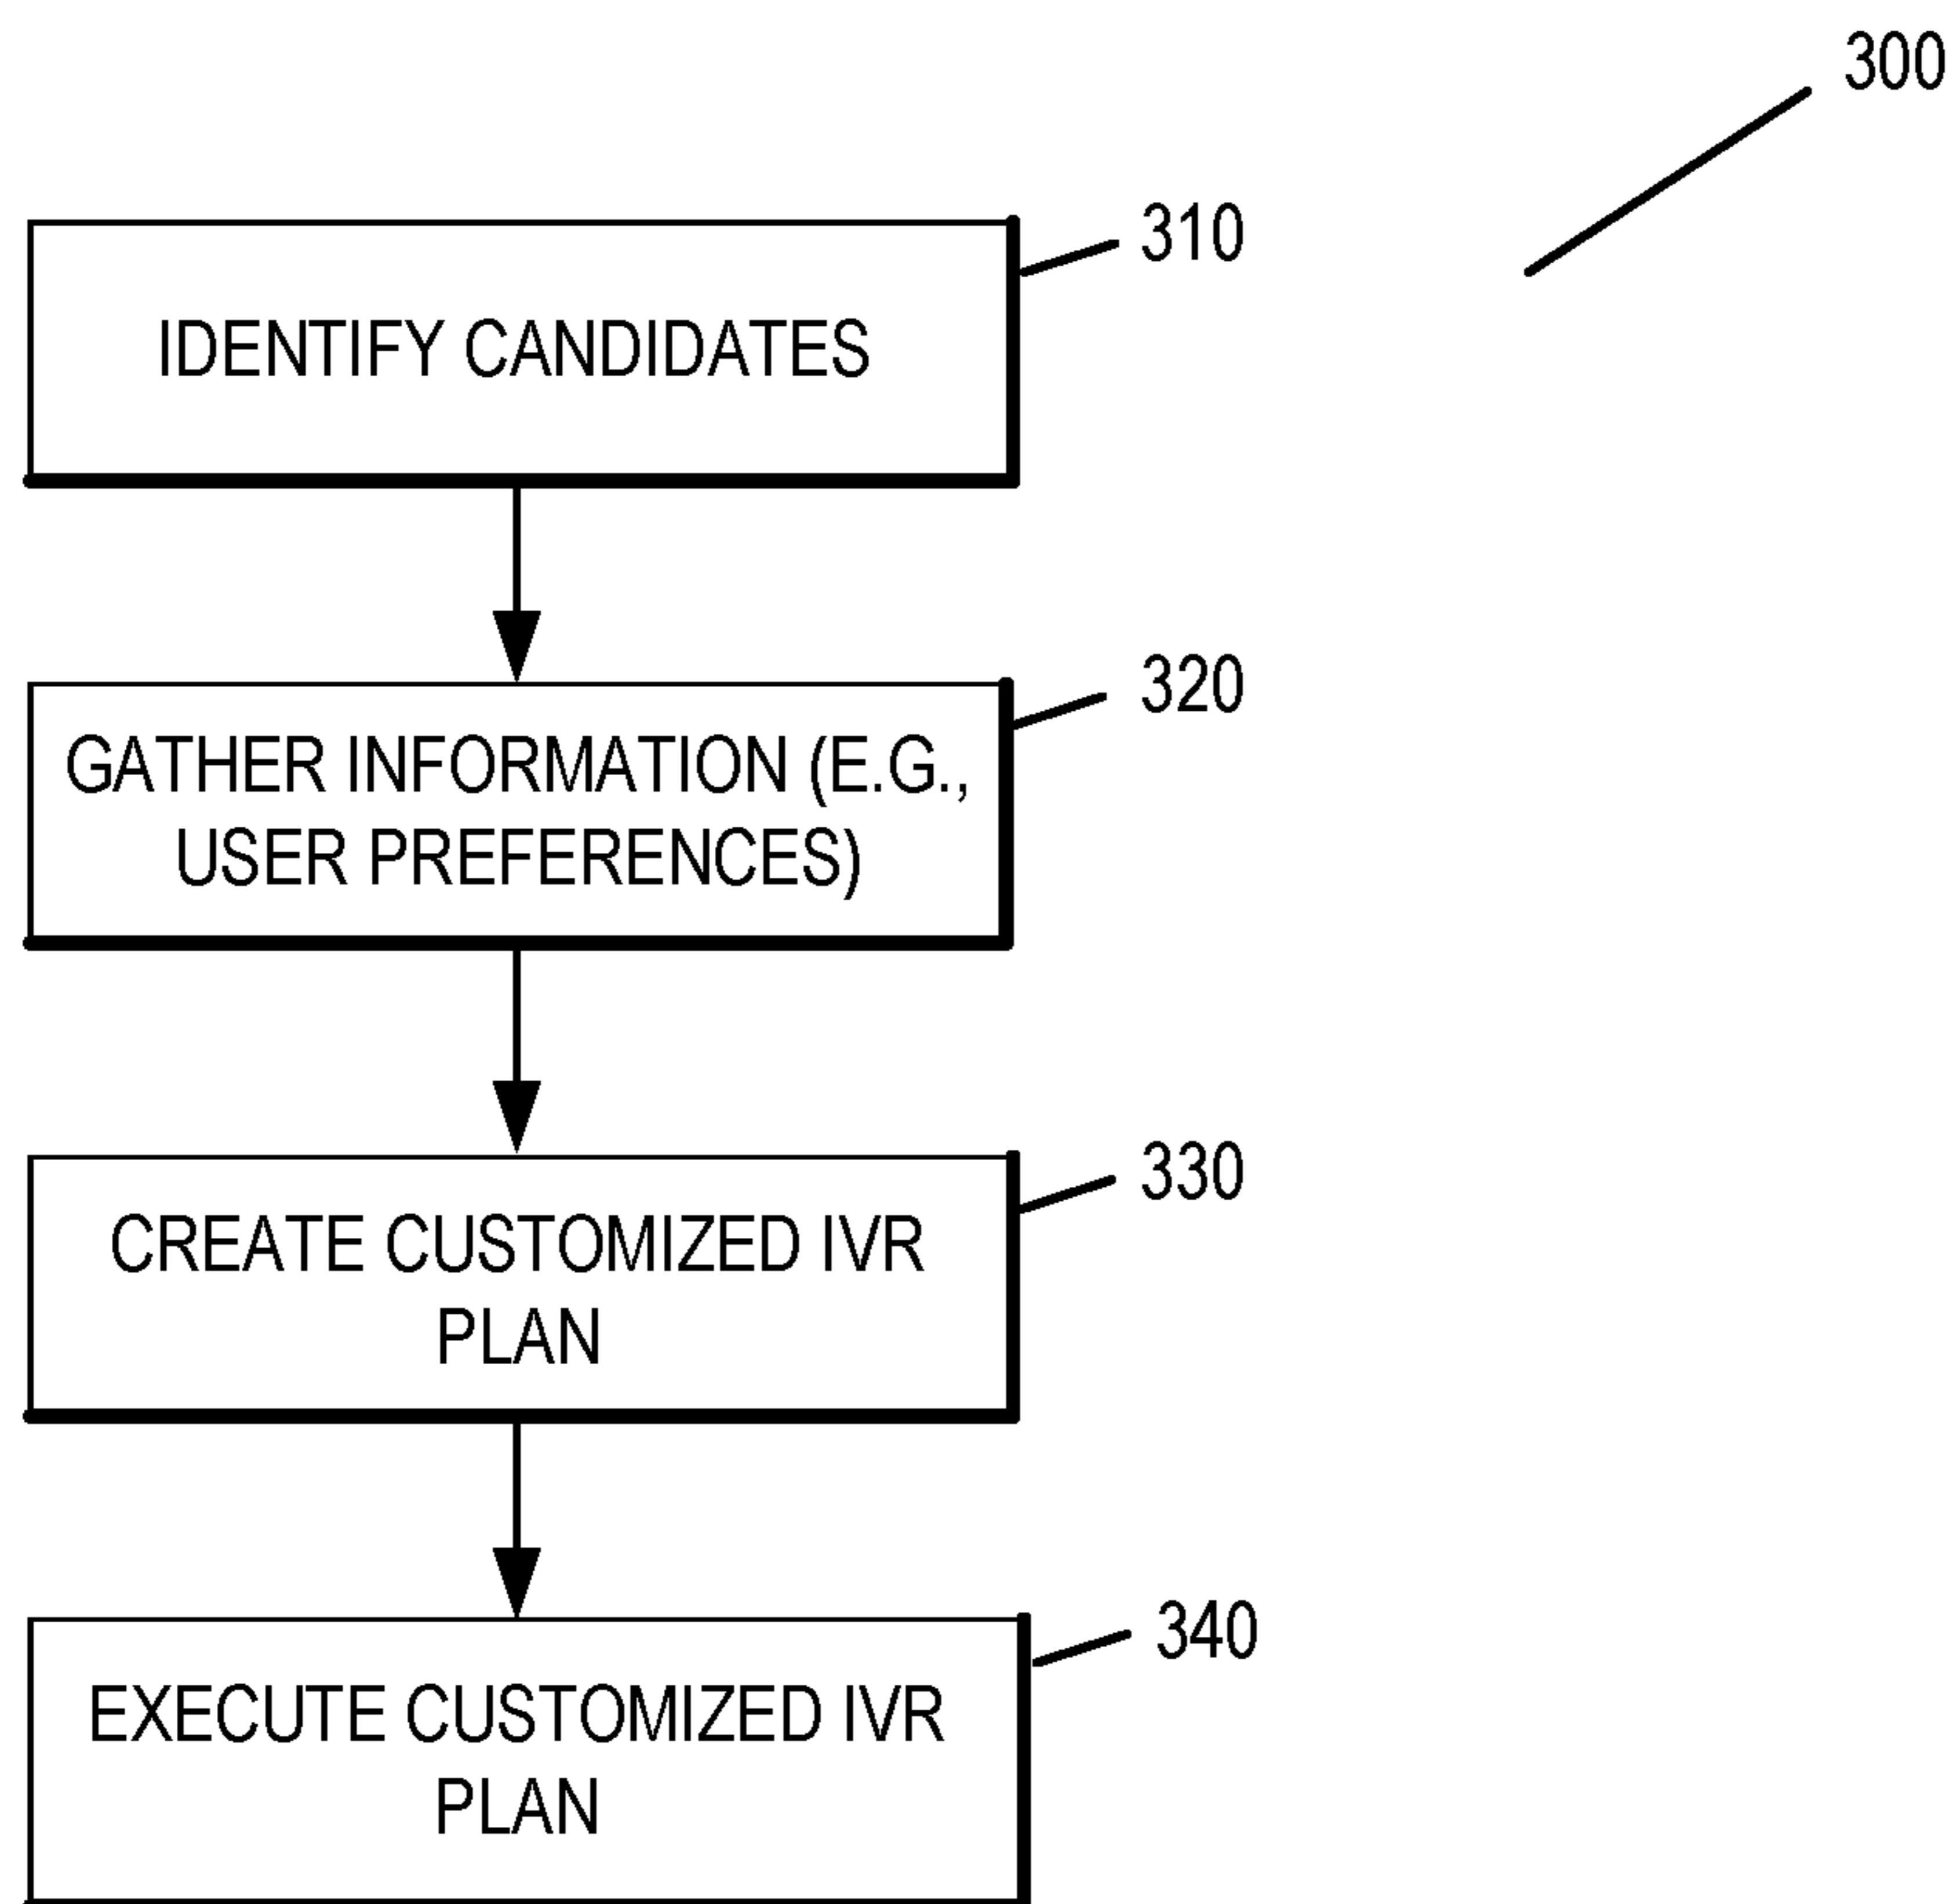 300
310
IDENTIFY CANDIDATES
320
GATHER INFORMATION (E.G.,
USER PREFERENCES)
330
CREATE CUSTOMIZED IVR
PLAN
340
EXECUTE CUSTOMIZED IVR
PLAN